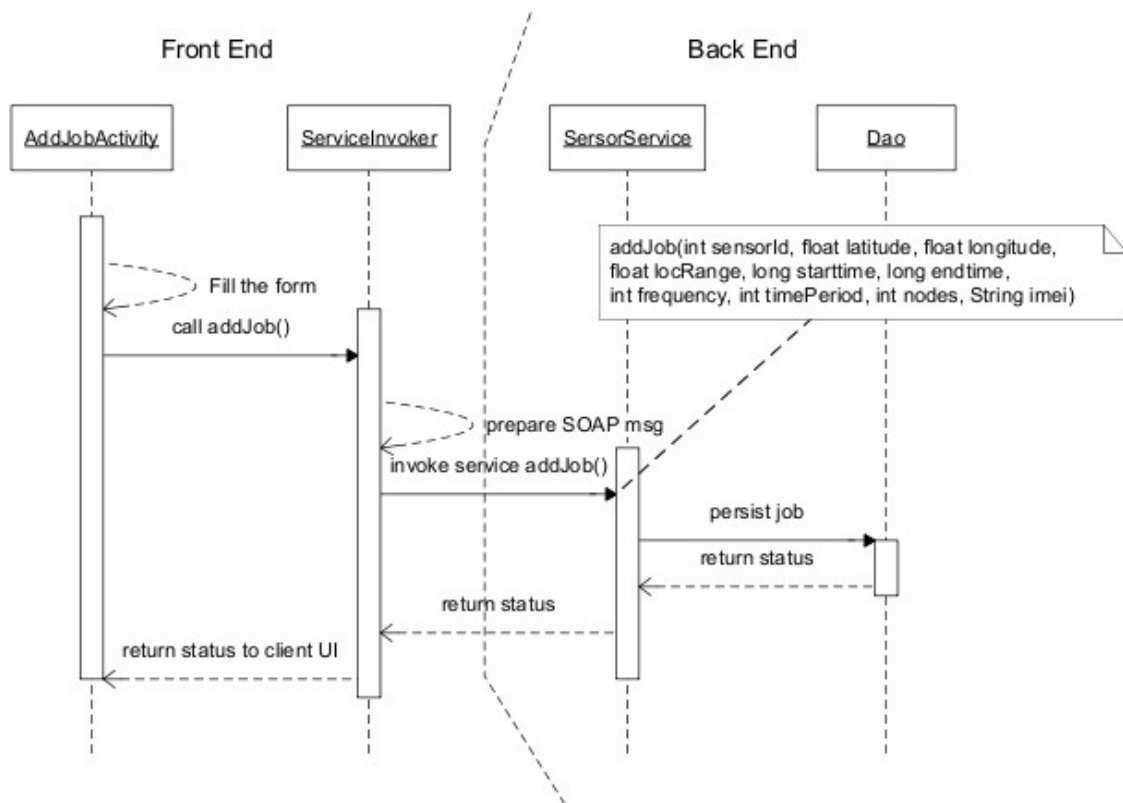 Front End
Back End
AddJobActivity
ServiceInvoker
SersorService
Dao
addJob(int sensorId, float latitude, float longitude,
float locRange, long starttime, long endtime,
int frequency, int timePeriod, int nodes, String imei)
Fill the form
call addJob()
prepare SOAP msg
invoke service addJob()
persist job
return status
return status
return status to client UI